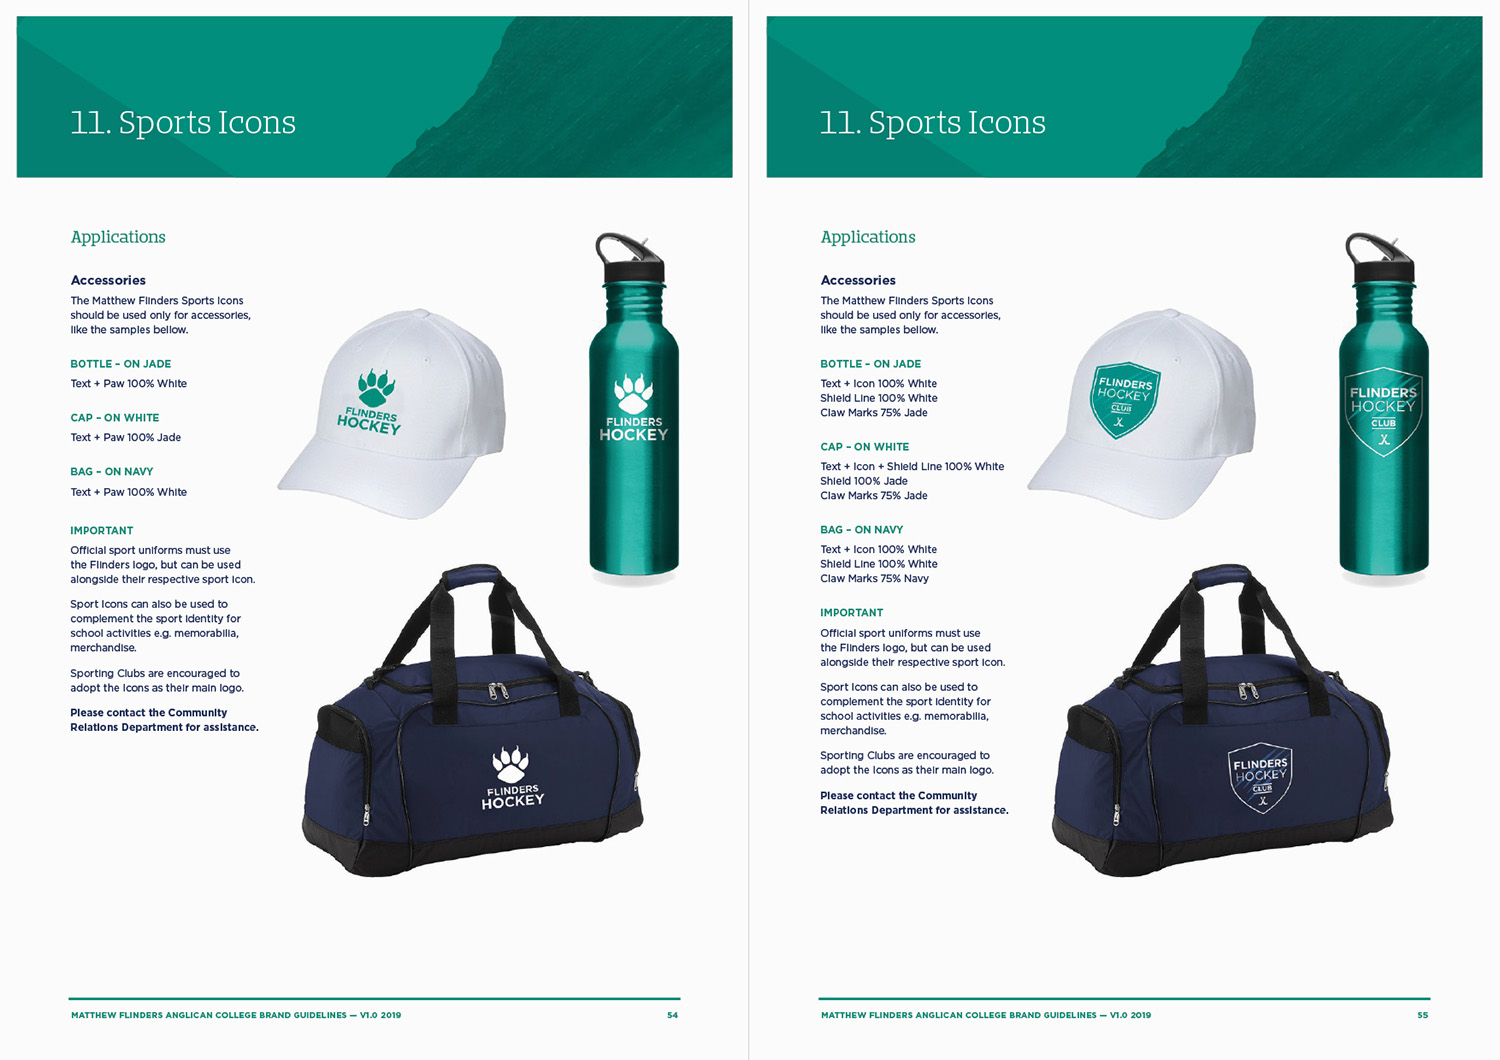 11. Sports Icons
Applications
Accessories
The Matthew Flinders Sports Icons
should be used only for accessories,
like the samples bellow.
BOTTLE – ON JADE
Text + Paw 100% White
CAP – ON WHITE
Text + Paw 100% Jade
BAG – ON NAVY
Text + Paw 100% White
IMPORTANT
Official sport uniforms must use
the Flinders logo, but can be used
alongside their respective sport icon.
Sport Icons can also be used to
complement the sport identity for
school activities e.g. memorabilia,
merchandise.
Sporting Clubs are encouraged to
adopt the Icons as their main logo.
Please contact the Community
Relations Department for assistance.
FLINDERS
HOCKEY
FLINDERS
HOCKEY
FLINDERS
HOCKEY
MATTHEW FLINDERS ANGLICAN COLLEGE BRAND GUIDELINES — V1.0 2019
54
11. Sports Icons
Applications
Accessories
The Matthew Flinders Sports Icons
should be used only for accessories,
like the samples bellow.
BOTTLE – ON JADE
Text + Icon 100% White
Shield Line 100% White
Claw Marks 75% Jade
CAP – ON WHITE
Text + Icon + Shield Line 100% White
Shield 100% Jade
Claw Marks 75% Jade
BAG – ON NAVY
Text + Icon 100% White
Shield Line 100% White
Claw Marks 75% Navy
IMPORTANT
Official sport uniforms must use
the Flinders logo, but can be used
alongside their respective sport icon.
Sport Icons can also be used to
complement the sport identity for
school activities e.g. memorabilia,
merchandise.
Sporting Clubs are encouraged to
adopt the Icons as their main logo.
Please contact the Community
Relations Department for assistance.
FLINDERS
HOCKEY
CLUB
FLINDERS
HOCKEY
CLUB
FLINDERS
HOCKEY
CLUB
MATTHEW FLINDERS ANGLICAN COLLEGE BRAND GUIDELINES — V1.0 2019
55